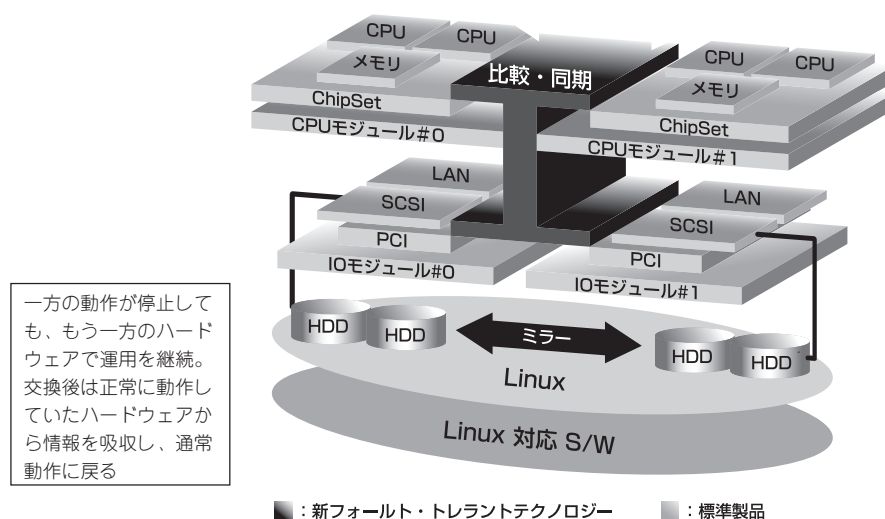 CPU
CPU
メモリ
ChipSet
CPUモジュール#0
比較・同期
CPU
CPU
メモリ
ChipSet
CPUモジュール#1
LAN
SCSI
PCI
IOモジュール#0
LAN
SCSI
PCI
IOモジュール#1
一方の動作が停止して
も、もう一方のハード
ウェアで運用を継続。
交換後は正常に動作し
ていたハードウェアか
ら情報を吸収し、通常
動作に戻る
HDD
HDD
ミラー
HDD
HDD
Linux
Linux 対応 S/W
：新フォールト・トレラントテクノロジー
：標準製品